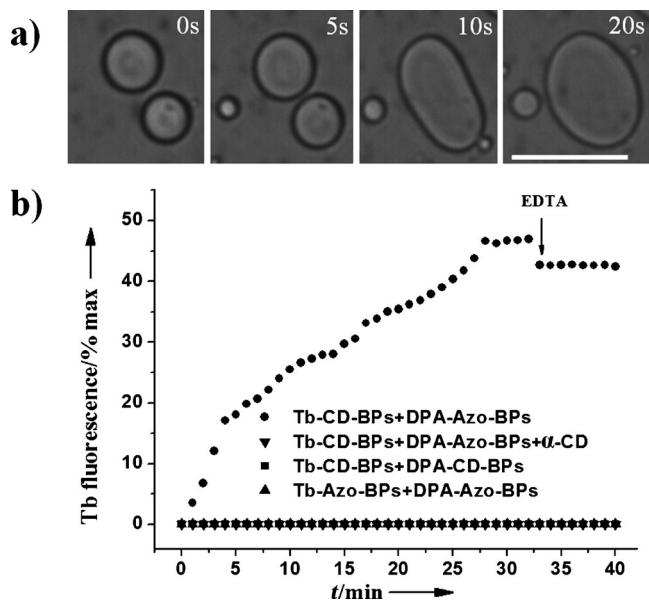 a)
0s 5s 10s 20s
b)
EDTA
50
40
30
20
10
0
Tb fluorescence/% max
Tb-CD-BPs+DPA-Azo-BPs
Tb-CD-BPs+DPA-Azo-BPs+α-CD
Tb-CD-BPs+DPA-CD-BPs
Tb-Azo-BPs+DPA-Azo-BPs
0 5 10 15 20 25 30 35 40
t/min